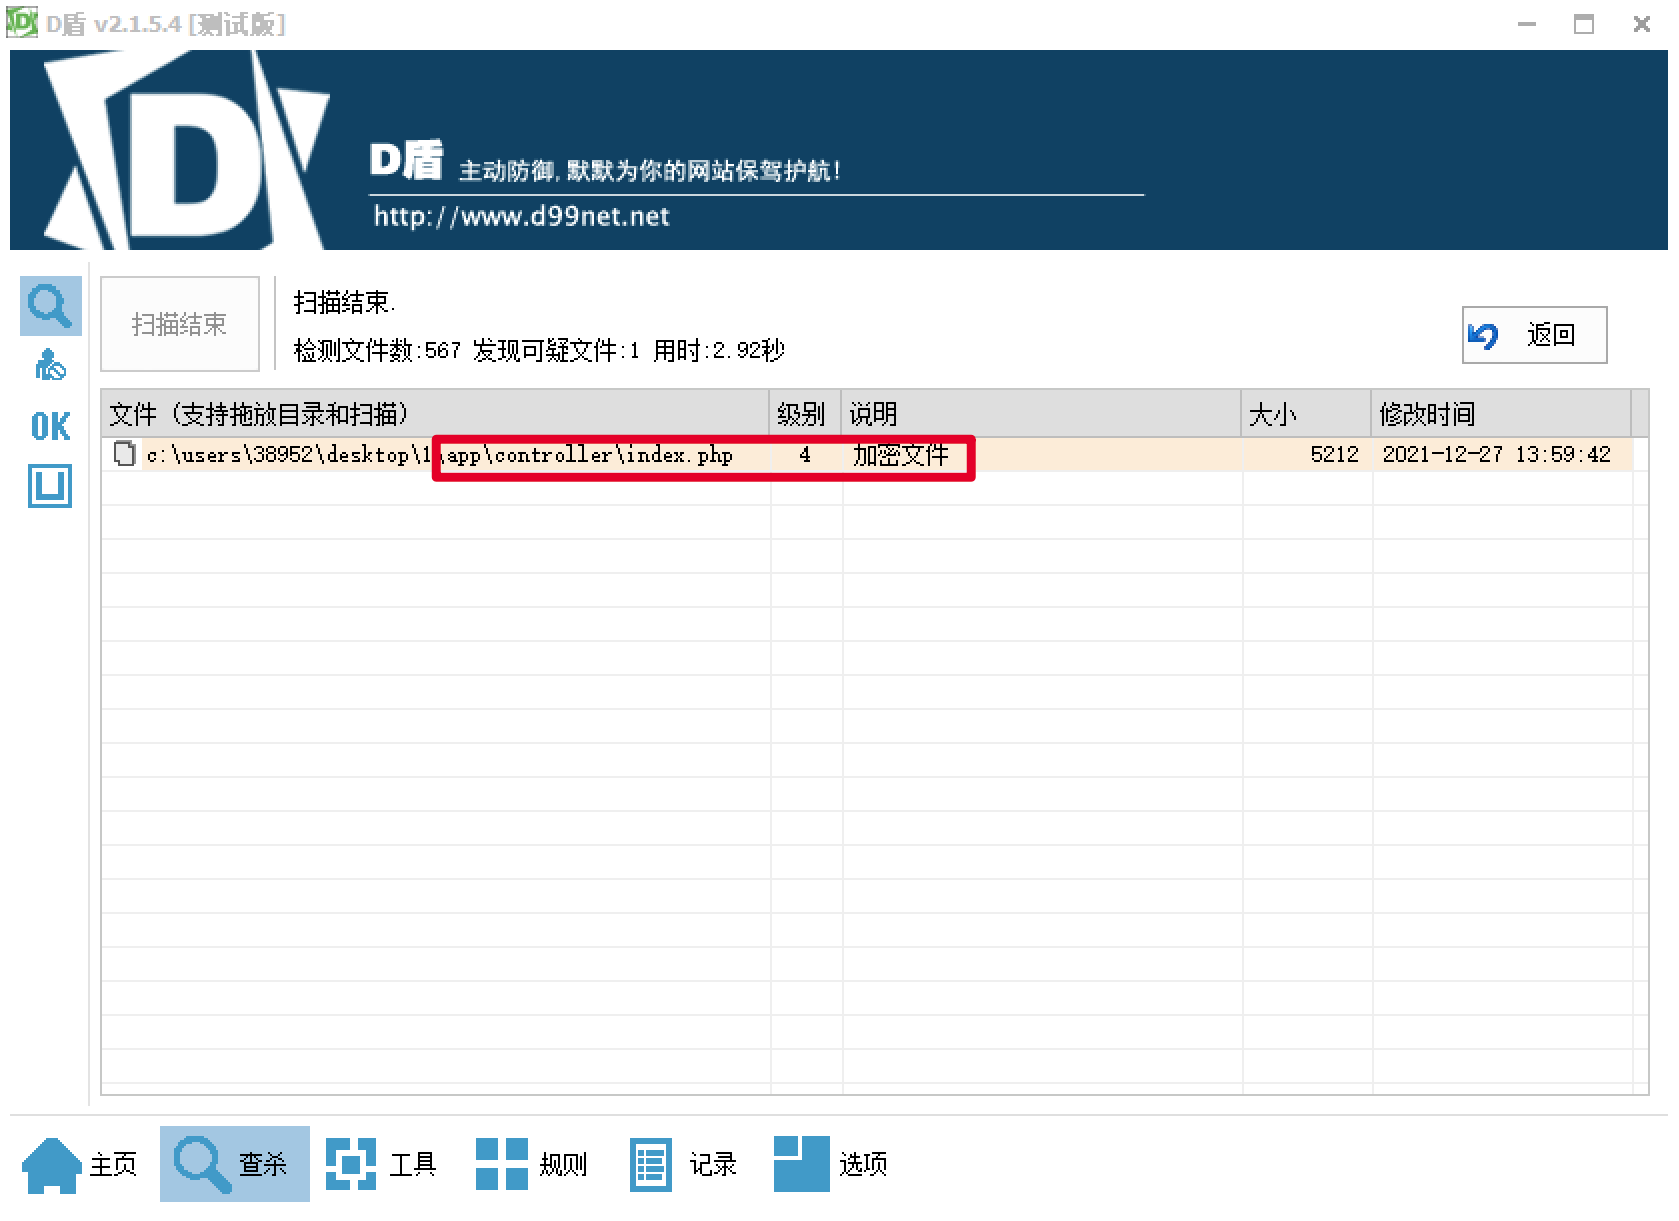 D盾 v2.1.5.4 [测试版]
D盾 主动防御,默默为你的网站保驾护航!
http://www.d99net.net
扫描结束
扫描结束.
检测文件数:567 发现可疑文件:1 用时:2.92秒
返回
OK
文件（支持拖放目录和扫描） 级别 说明 大小 修改时间
c:\users\38952\desktop\1\app\controller\index.php 4 加密文件 5212 2021-12-27 13:59:42
主页 查杀 工具 规则 记录 选项